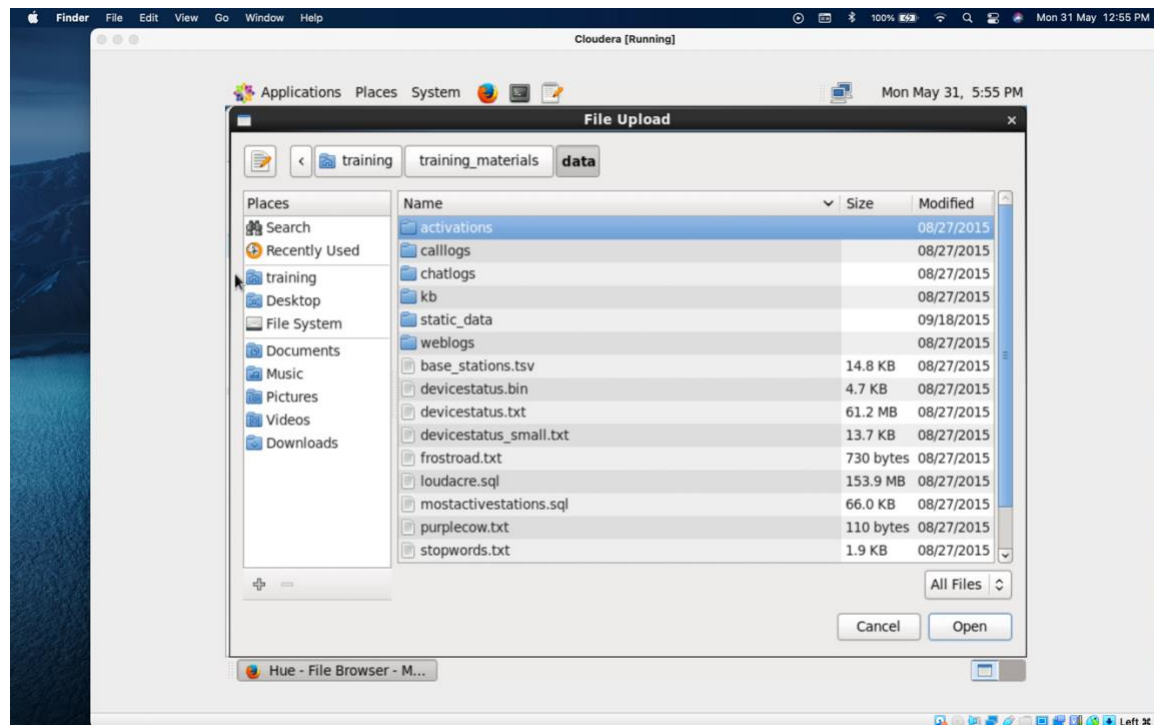 Finder File Edit View Go Window Help 100% Mon 31 May 12:55 PM
Cloudera [Running]
Applications Places System Mon May 31, 5:55 PM
File Upload
training training_materials data
Places Name Size Modified
Search activations 08/27/2015
Recently Used calllogs 08/27/2015
training chatlogs 08/27/2015
Desktop kb 08/27/2015
File System static_data 09/18/2015
Documents weblogs 08/27/2015
Music base_stations.tsv 14.8 KB 08/27/2015
Pictures devicestatus.bin 4.7 KB 08/27/2015
Videos devicestatus.txt 61.2 MB 08/27/2015
Downloads devicestatus_small.txt 13.7 KB 08/27/2015
frostroad.txt 730 bytes 08/27/2015
loudacre.sql 153.9 MB 08/27/2015
mostactivestations.sql 66.0 KB 08/27/2015
purplecow.txt 110 bytes 08/27/2015
stopwords.txt 1.9 KB 08/27/2015
All Files
Cancel Open
Hue - File Browser - M...
Left ⌘